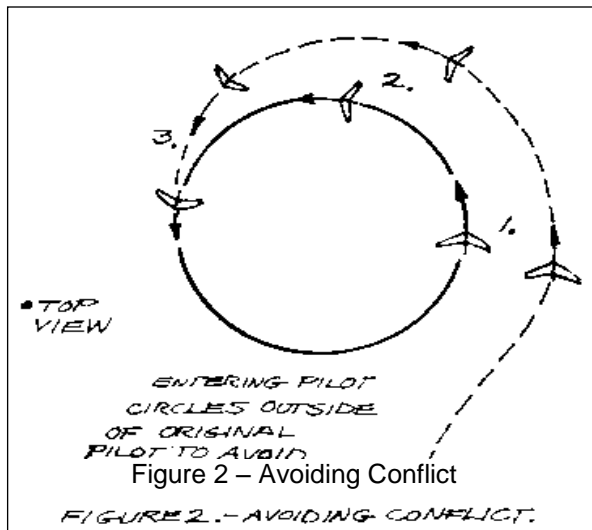 2.
3.
1.
• TOP
VIEW
ENTERING PILOT
CIRCLES OUTSIDE
OF ORIGINAL
PILOT TO AVOID
Figure 2 – Avoiding Conflict
FIGURE 2.-AVOIDING CONFLICT.